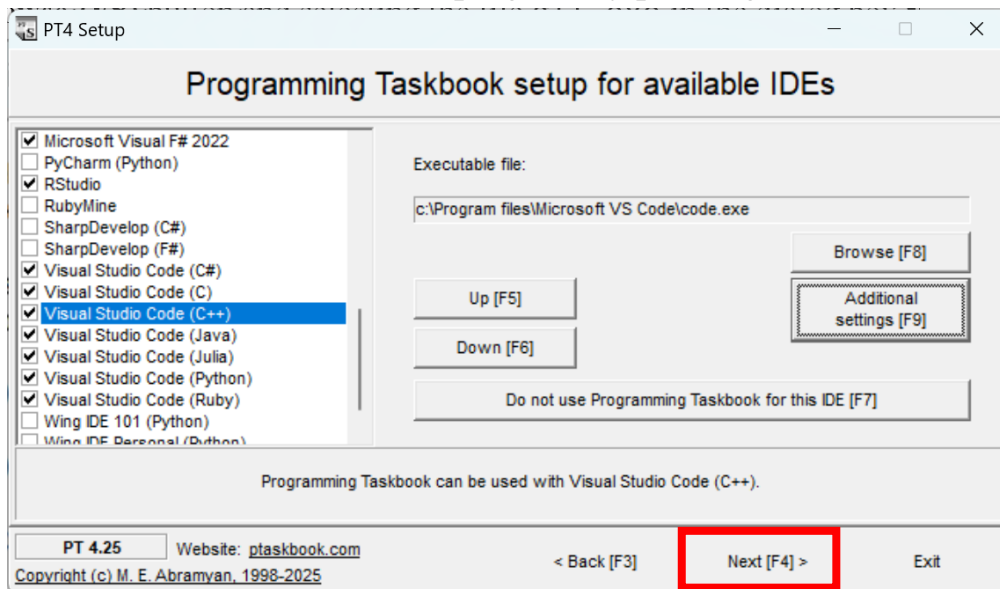 PT4 Setup
Programming Taskbook setup for available IDEs
Microsoft Visual F# 2022
PyCharm (Python)
RStudio
RubyMine
SharpDevelop (C#)
SharpDevelop (F#)
Visual Studio Code (C#)
Visual Studio Code (C)
Visual Studio Code (C++)
Visual Studio Code (Java)
Visual Studio Code (Julia)
Visual Studio Code (Python)
Visual Studio Code (Ruby)
Wing IDE 101 (Python)
Wing IDE Personal (Python)
Executable file:
c:\Program files\Microsoft VS Code\code.exe
Browse [F8]
Up [F5]
Additional
settings [F9]
Down [F6]
Do not use Programming Taskbook for this IDE [F7]
Programming Taskbook can be used with Visual Studio Code (C++).
PT 4.25
Website: ptaskbook.com
Copyright (c) M. E. Abramyan, 1998-2025
< Back [F3]
Next [F4] >
Exit